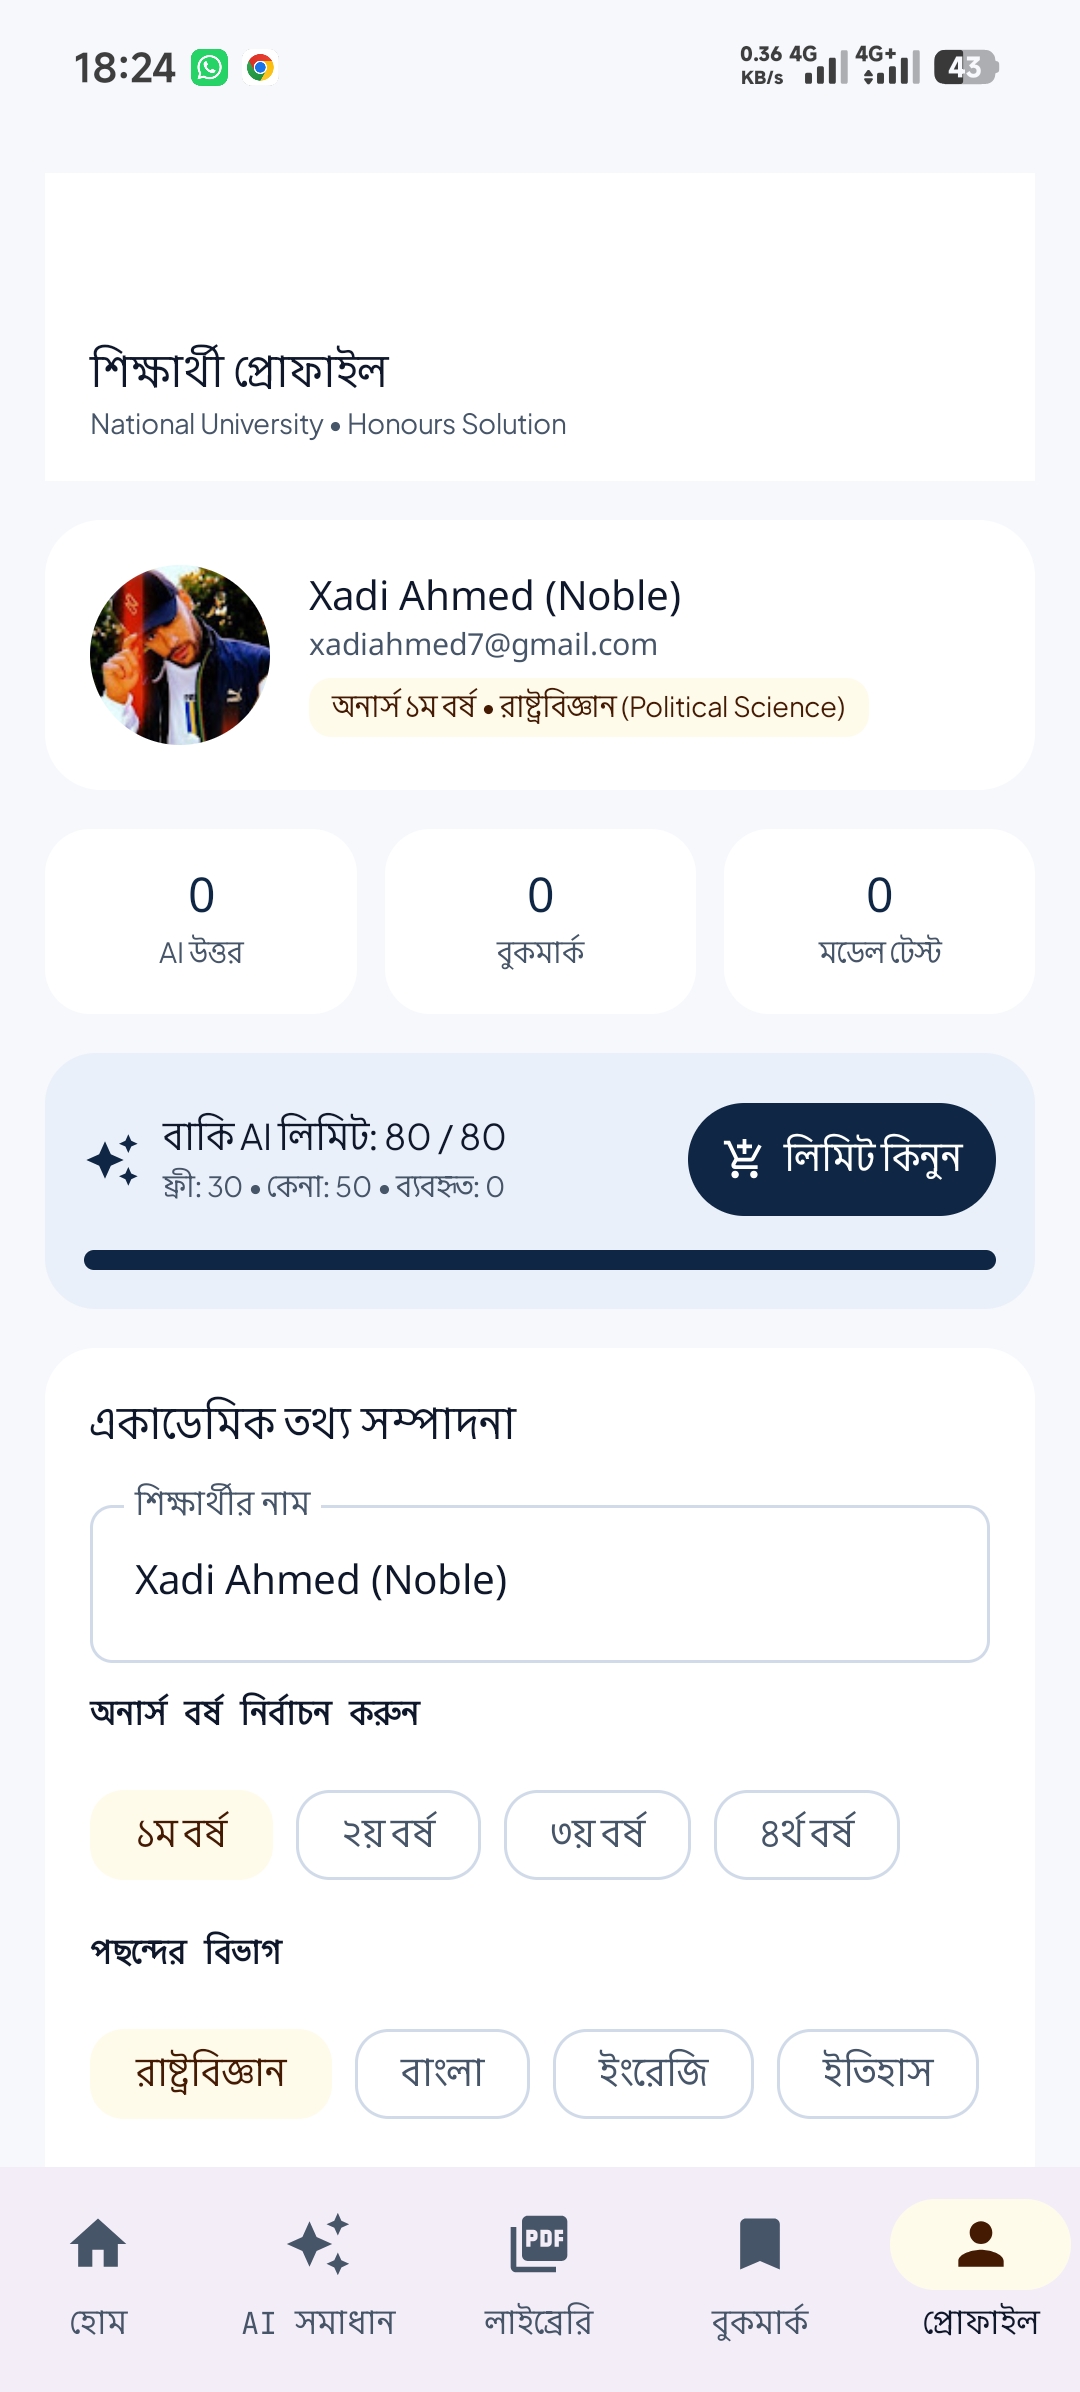 18:24
0.36 KB/s 4G 4G+ 43
শিক্ষার্থী প্রোফাইল
National University • Honours Solution
Xadi Ahmed (Noble)
xadiahmed7@gmail.com
অনার্স ১ম বর্ষ • রাষ্ট্রবিজ্ঞান (Political Science)
0 0 0
AI উত্তর বুকমার্ক মডেল টেস্ট
বাকি AI লিমিট: 80 / 80
ফ্রী: 30 • কেনা: 50 • ব্যবহৃত: 0
লিমিট কিনুন
একাডেমিক তথ্য সম্পাদনা
শিক্ষার্থীর নাম
Xadi Ahmed (Noble)
অনার্স বর্ষ নির্বাচন করুন
১ম বর্ষ ২য় বর্ষ ৩য় বর্ষ ৪র্থ বর্ষ
পছন্দের বিভাগ
রাষ্ট্রবিজ্ঞান বাংলা ইংরেজি ইতিহাস
PDF
হোম AI সমাধান লাইব্রেরি বুকমার্ক প্রোফাইল